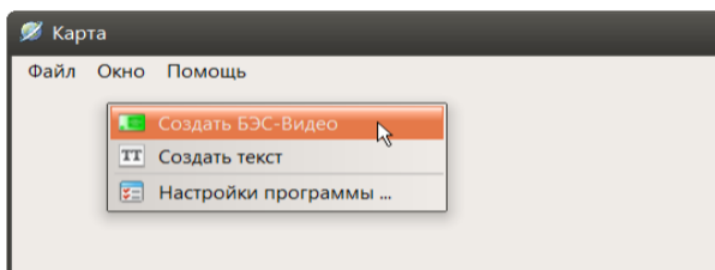 Карта
Файл Окно Помощь
Создать БЭС-Видео
Создать текст
Настройки программы ...